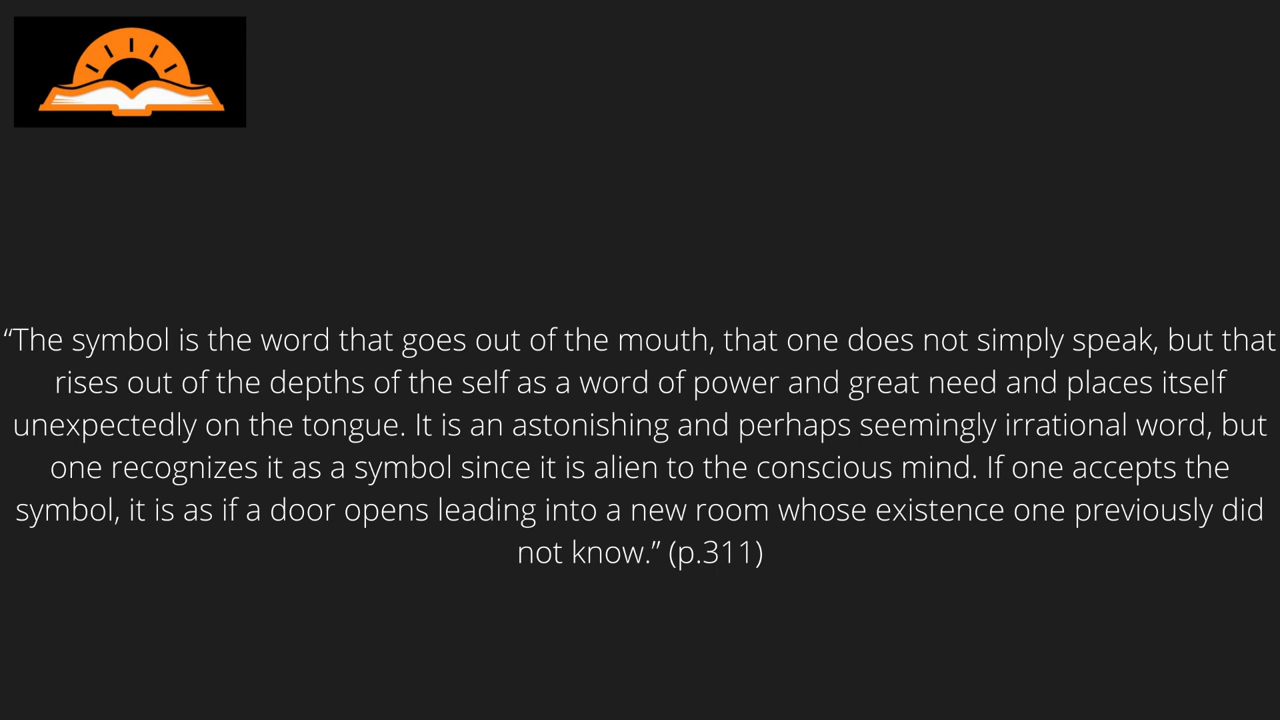 “The symbol is the word that goes out of the mouth, that one does not simply speak, but that
rises out of the depths of the self as a word of power and great need and places itself
unexpectedly on the tongue. It is an astonishing and perhaps seemingly irrational word, but
one recognizes it as a symbol since it is alien to the conscious mind. If one accepts the
symbol, it is as if a door opens leading into a new room whose existence one previously did
not know.” (p.311)